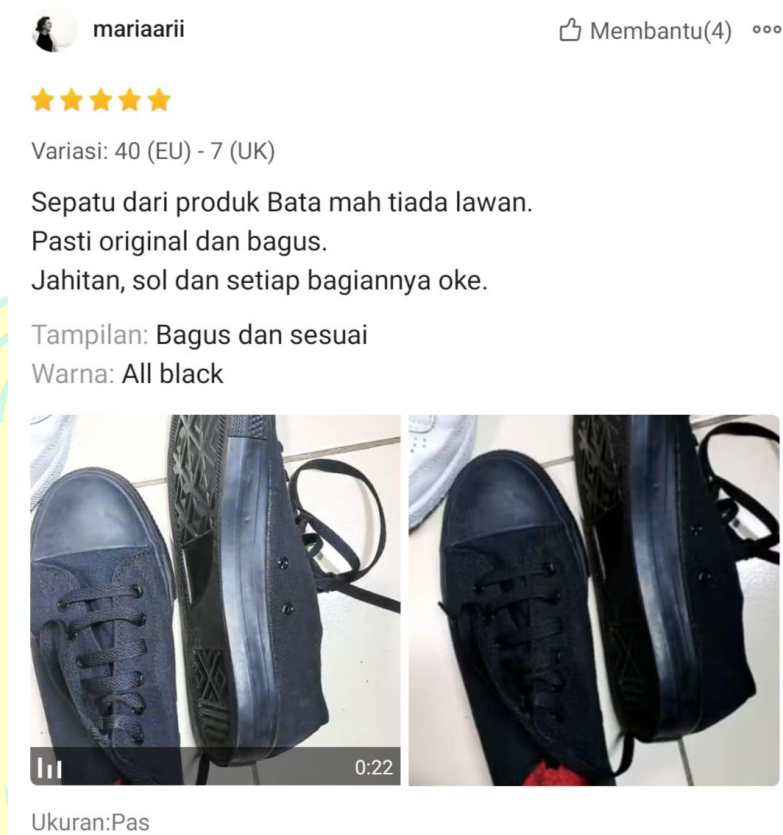 mariaarii
Membantu(4)
Variasi: 40 (EU) - 7 (UK)
Sepatu dari produk Bata mah tiada lawan.
Pasti original dan bagus.
Jahitan, sol dan setiap bagiannya oke.
Tampilan: Bagus dan sesuai
Warna: All black
0:22
Ukuran:Pas